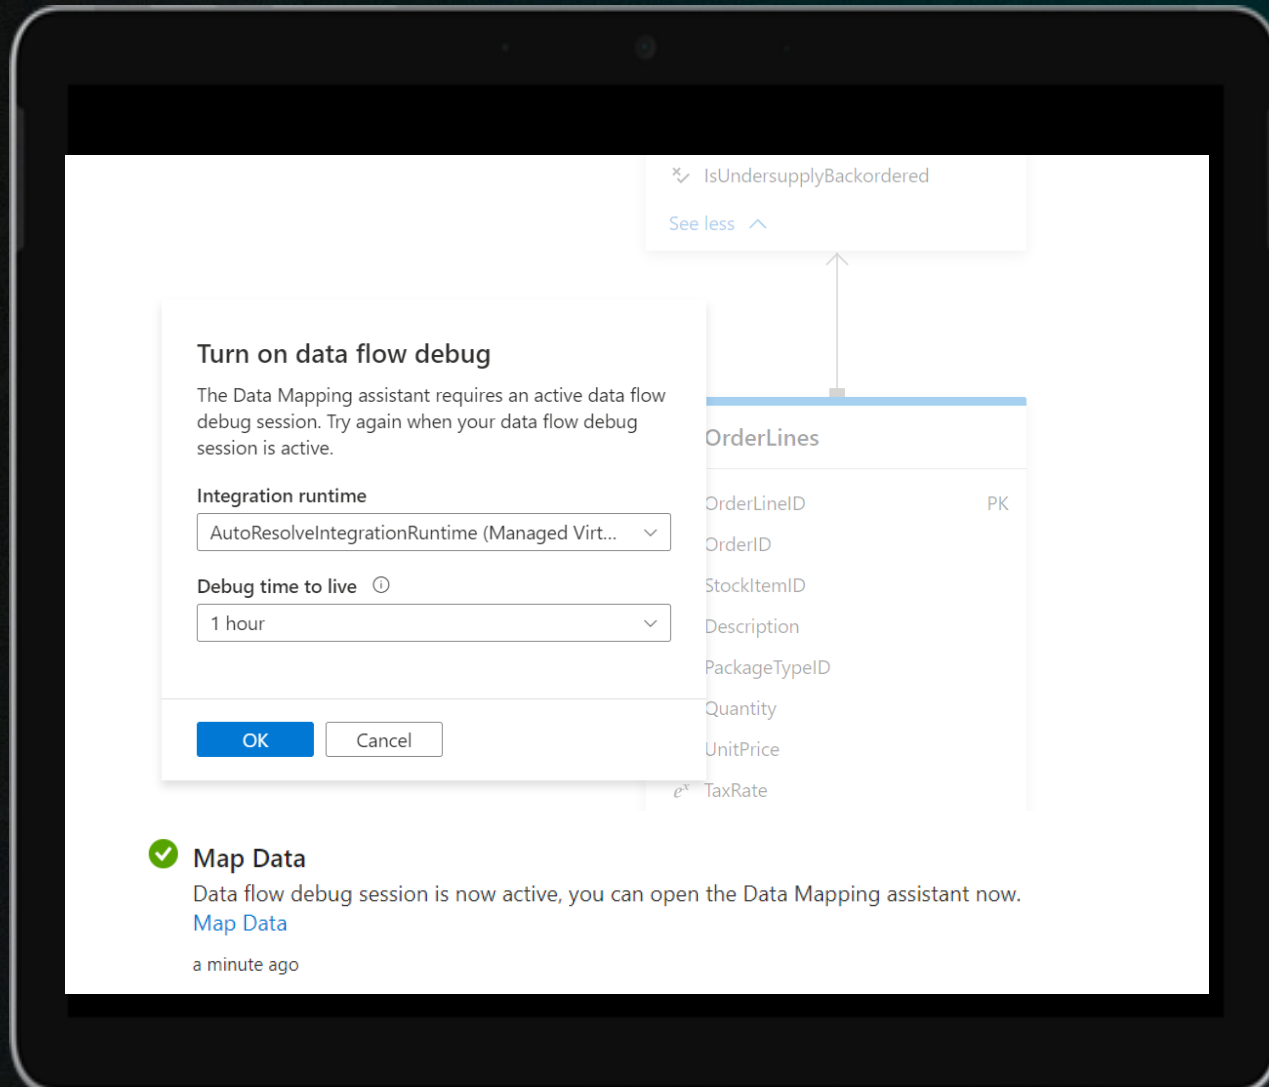 IsUndersupplyBackordered
See less
Turn on data flow debug
The Data Mapping assistant requires an active data flow
debug session. Try again when your data flow debug
session is active.
Integration runtime
AutoResolveIntegrationRuntime (Managed Virt...
Debug time to live
1 hour
OK Cancel
OrderLines
OrderLineID PK
OrderID
StockItemID
Description
PackageTypeID
Quantity
UnitPrice
eˣ TaxRate
Map Data
Data flow debug session is now active, you can open the Data Mapping assistant now.
Map Data
a minute ago